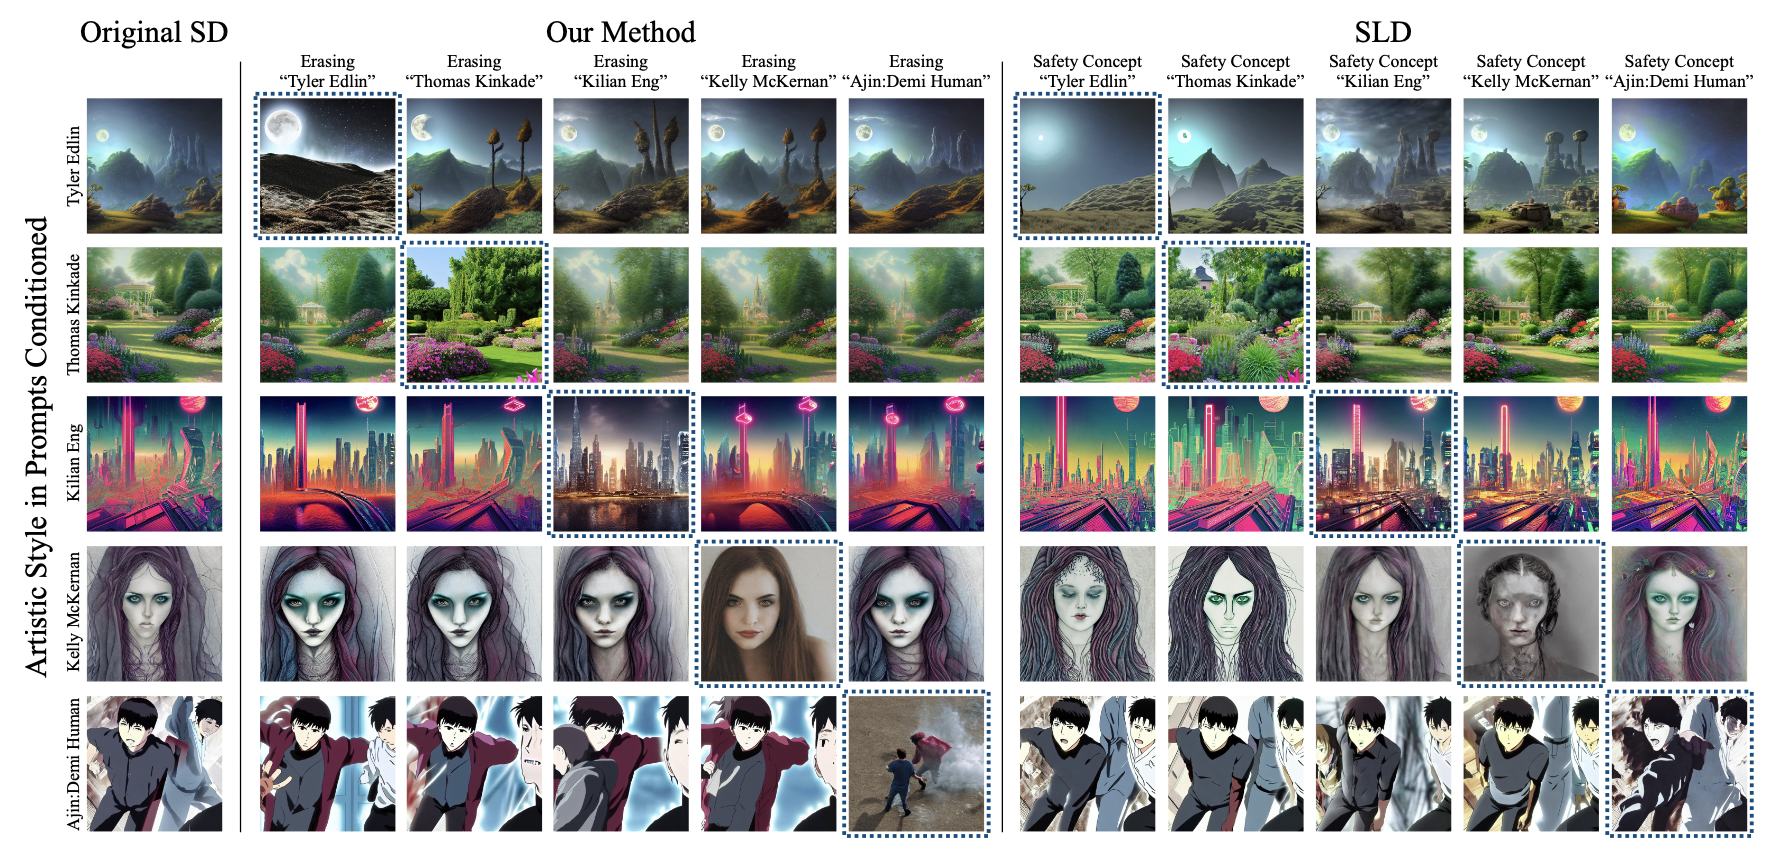 Original SD
Our Method
SLD
Erasing
“Tyler Edlin”
Erasing
“Thomas Kinkade”
Erasing
“Kilian Eng”
Erasing
“Kelly McKernan”
Erasing
“Ajin:Demi Human”
Safety Concept
“Tyler Edlin”
Safety Concept
“Thomas Kinkade”
Safety Concept
“Kilian Eng”
Safety Concept
“Kelly McKernan”
Safety Concept
“Ajin:Demi Human”
Artistic Style in Prompts Conditioned
Tyler Edlin
Thomas Kinkade
Kilian Eng
Kelly McKernan
Ajin:Demi Human